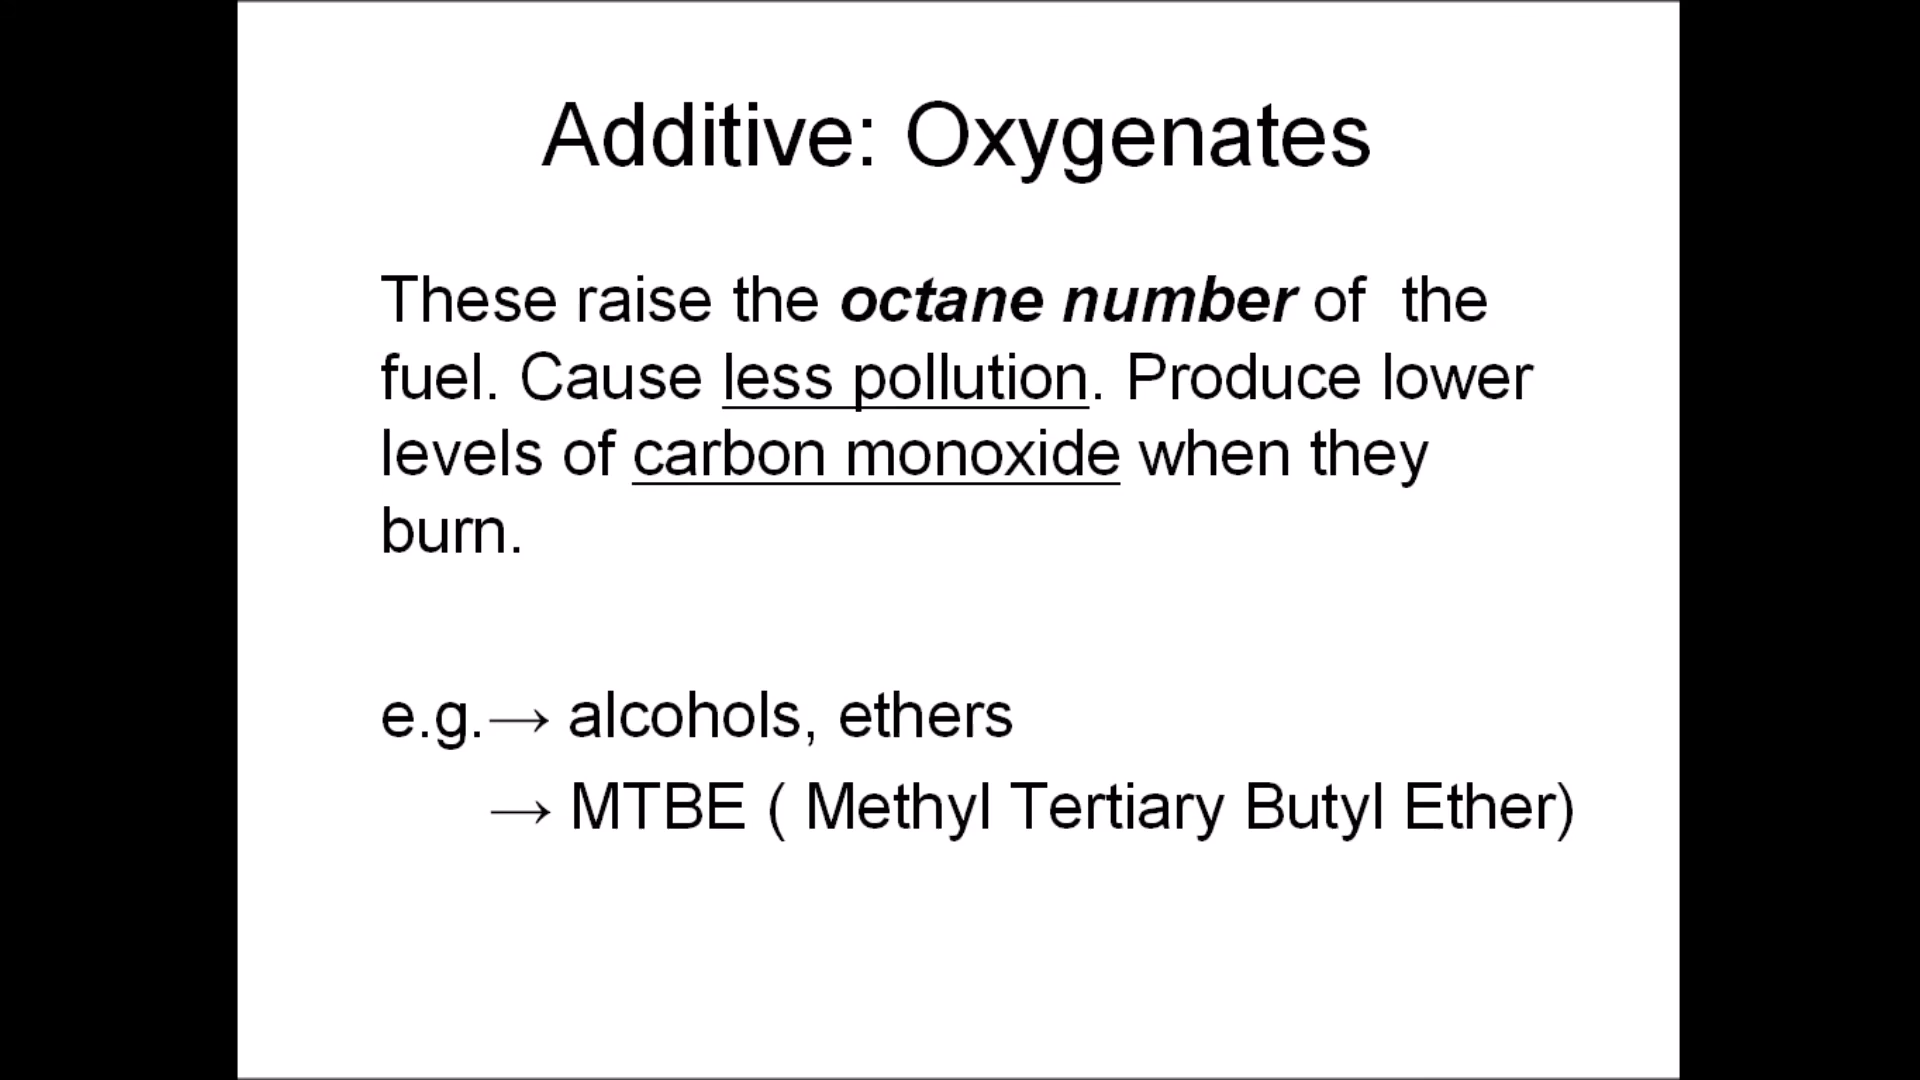 Additive: Oxygenates
These raise the octane number of the
fuel. Cause less pollution. Produce lower
levels of carbon monoxide when they
burn.
e.g.→ alcohols, ethers
→ MTBE ( Methyl Tertiary Butyl Ether)